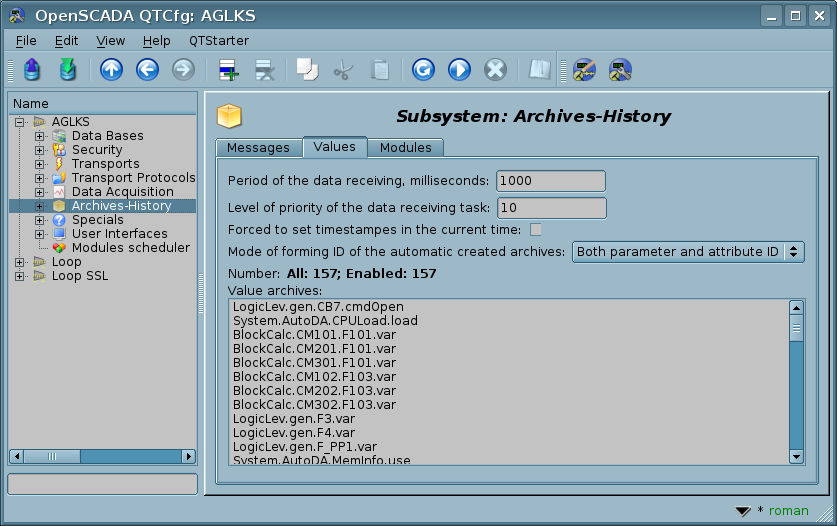 OpenSCADA QTCfg: AGLKS
File Edit View Help QTStarter
Name
AGLKS
Data Bases
Security
Transports
Transport Protocols
Data Acquisition
Archives-History
Specials
User Interfaces
Modules scheduler
Loop
Loop SSL
Subsystem: Archives-History
Messages Values Modules
Period of the data receiving, milliseconds: 1000
Level of priority of the data receiving task: 10
Forced to set timestampes in the current time:
Mode of forming ID of the automatic created archives: Both parameter and attribute ID
Number: All: 157; Enabled: 157
Value archives:
LogicLev.gen.CB7.cmdOpen
System.AutoDA.CPULoad.load
BlockCalc.CM101.F101.var
BlockCalc.CM201.F101.var
BlockCalc.CM301.F101.var
BlockCalc.CM102.F103.var
BlockCalc.CM202.F103.var
BlockCalc.CM302.F103.var
LogicLev.gen.F3.var
LogicLev.gen.F4.var
LogicLev.gen.F_PP1.var
System.AutoDA.MemInfo.use
* roman